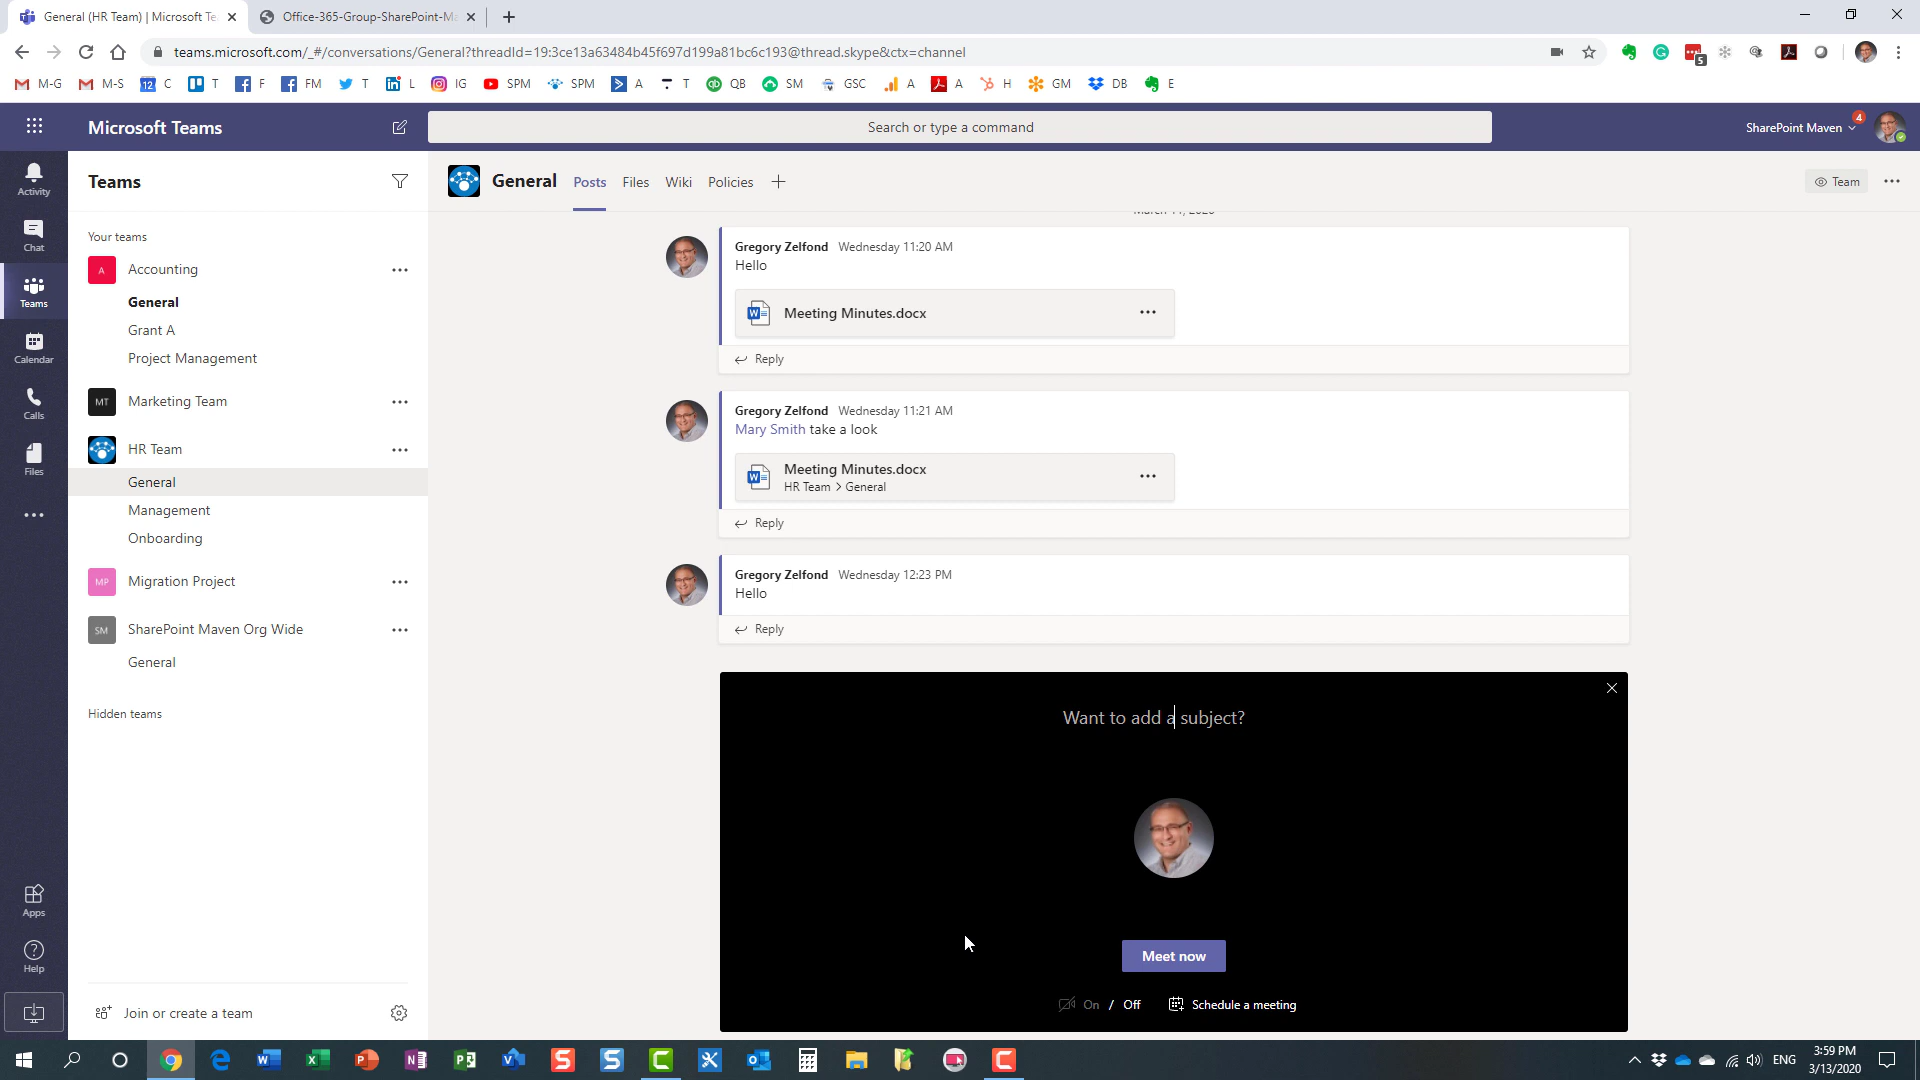 General (HR Team) | Microsoft Te
Office-365-Group-SharePoint-Ma
teams.microsoft.com/_#/conversations/General?threadId=19:3ce13a63484b45f697d199a81bc6c193@thread.skype&ctx=channel
5
M-G
M-S
12
C
T
F
FM
T
L
IG
SPM
SPM
A
T
QB
SM
GSC
A
A
H
GM
DB
E
Microsoft Teams
Search or type a command
SharePoint Maven
4
Activity
Chat
Teams
Calendar
Calls
Files
Apps
Help
Teams
Your teams
A
Accounting
General
Grant A
Project Management
MT
Marketing Team
HR Team
General
Management
Onboarding
MP
Migration Project
SM
SharePoint Maven Org Wide
General
Hidden teams
Join or create a team
General
Posts
Files
Wiki
Policies
Team
Gregory Zelfond Wednesday 11:20 AM
Hello
Meeting Minutes.docx
Reply
Gregory Zelfond Wednesday 11:21 AM
Mary Smith take a look
Meeting Minutes.docx
HR Team > General
Reply
Gregory Zelfond Wednesday 12:23 PM
Hello
Reply
Want to add a subject?
Meet now
On / Off
Schedule a meeting
ENG
3:59 PM
3/13/2020